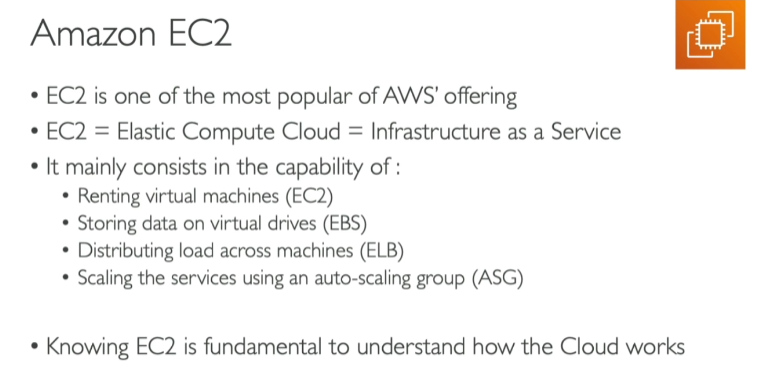 Amazon EC2
• EC2 is one of the most popular of AWS' offering
• EC2 = Elastic Compute Cloud = Infrastructure as a Service
• It mainly consists in the capability of :
• Renting virtual machines (EC2)
• Storing data on virtual drives (EBS)
• Distributing load across machines (ELB)
• Scaling the services using an auto-scaling group (ASG)
• Knowing EC2 is fundamental to understand how the Cloud works